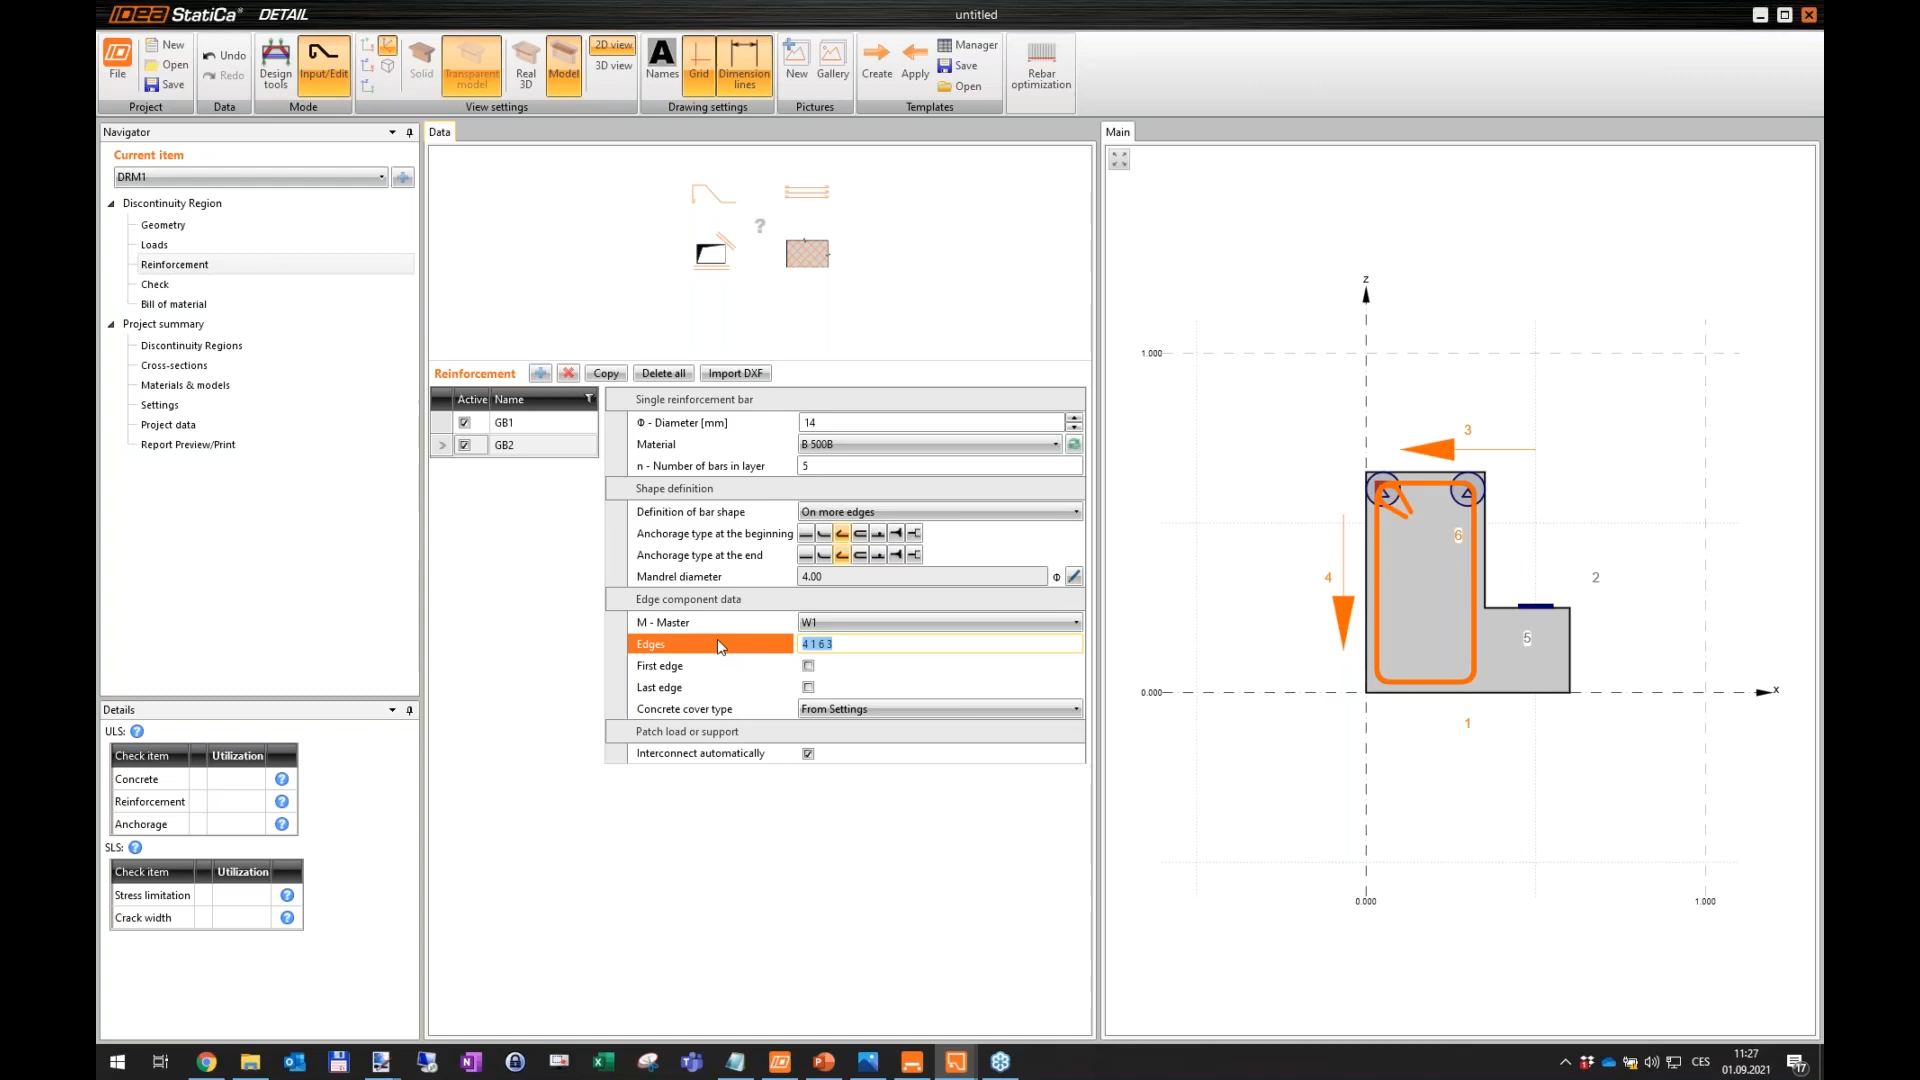 IDEA StatiCa® DETAIL
untitled
File
New
Open
Save
Project
Undo
Redo
Data
Design tools
Input/Edit
Mode
Solid
Transparent model
Real 3D
Model
2D view
3D view
View settings
Names
Grid
Dimension lines
Drawing settings
New
Gallery
Pictures
Create
Apply
Manager
Save
Open
Templates
Rebar optimization
Navigator
Current item
DRM1
Discontinuity Region
Geometry
Loads
Reinforcement
Check
Bill of material
Project summary
Discontinuity Regions
Cross-sections
Materials & models
Settings
Project data
Report Preview/Print
Details
ULS:
Check item Utilization
Concrete
Reinforcement
Anchorage
SLS:
Check item Utilization
Stress limitation
Crack width
Data
?
Reinforcement Copy Delete all Import DXF
Active Name
GB1
> GB2
Single reinforcement bar
Φ - Diameter [mm] 14
Material B 500B
n - Number of bars in layer 5
Shape definition
Definition of bar shape On more edges
Anchorage type at the beginning
Anchorage type at the end
Mandrel diameter 4.00 Φ
Edge component data
M - Master W1
Edges 4 1 6 3
First edge
Last edge
Concrete cover type From Settings
Patch load or support
Interconnect automatically
Main
z
1.000
3
6
4
2
5
0.000
x
1
0.000
1.000
CES
11:27
01.09.2021
17